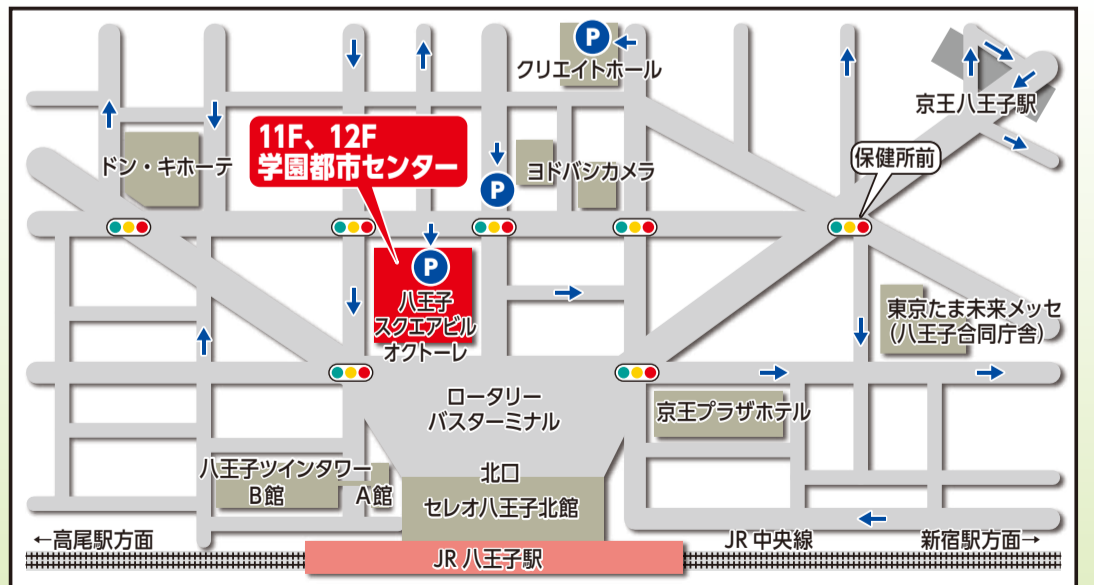 P
クリエイトホール
京王八王子駅
11F、12F
学園都市センター
ドン・キホーテ
ヨドバシカメラ
保健所前
P
P
八王子
スクエアビル
オクトーレ
東京たま未来メッセ
(八王子合同庁舎)
ロータリー
バスターミナル
京王プラザホテル
八王子ツインタワー
B館
A館
北口
セレオ八王子北館
←高尾駅方面
JR 中央線
新宿駅方面→
JR 八王子駅